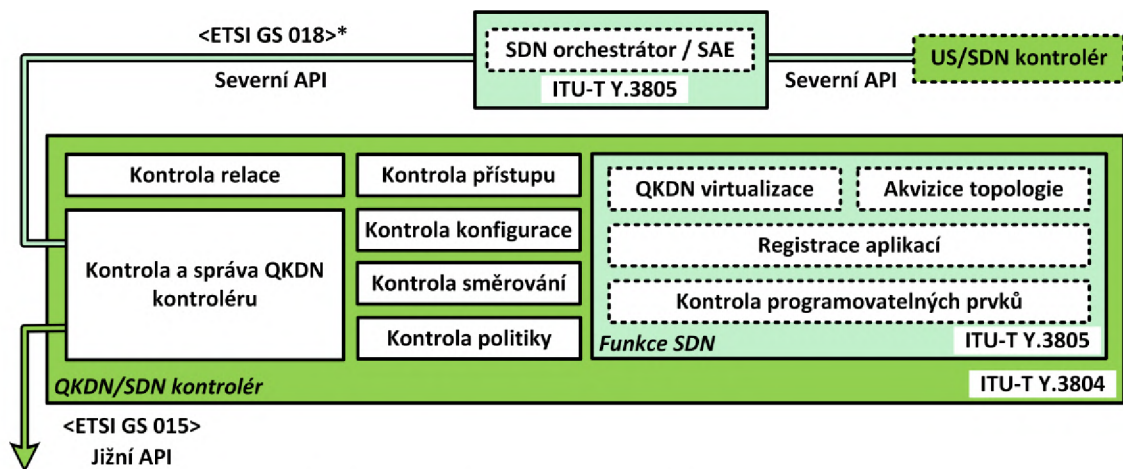 <ETSI GS 018>*
Severní API
SDN orchestrátor / SAE
ITU-T Y.3805
Severní API
US/SDN kontrolér
Kontrola relace
Kontrola a správa QKDN
kontroléru
Kontrola přístupu
Kontrola konfigurace
Kontrola směrování
Kontrola politiky
QKDN virtualizace
Akvizice topologie
Registrace aplikací
Kontrola programovatelných prvků
Funkce SDN
ITU-T Y.3805
QKDN/SDN kontrolér
ITU-T Y.3804
<ETSI GS 015>
Jižní API